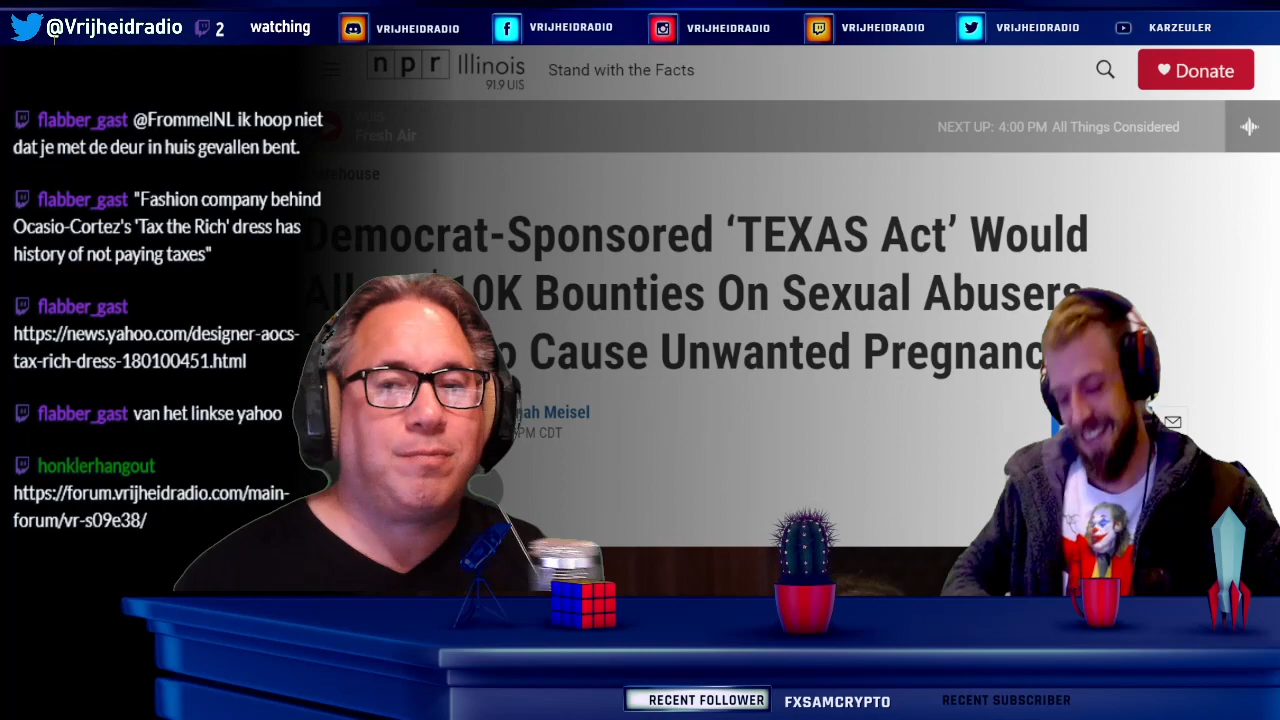 @Vrijheidradio
2
watching
VRIJHEIDRADIO
VRIJHEIDRADIO
VRIJHEIDRADIO
VRIJHEIDRADIO
VRIJHEIDRADIO
KARZEULER
npr Illinois
91.9 UIS
Stand with the Facts
Donate
Fresh Air
NEXT UP: 4:00 PM All Things Considered
flabber_gast @FrommelNL ik hoop niet
dat je met de deur in huis gevallen bent.
flabber_gast "Fashion company behind
Ocasio-Cortez's 'Tax the Rich' dress has
history of not paying taxes"
flabber_gast
https://news.yahoo.com/designer-aocs-
tax-rich-dress-180100451.html
flabber_gast van het linkse yahoo
honklerhangout
https://forum.vrijheidradio.com/main-
forum/vr-s09e38/
Democrat-Sponsored ‘TEXAS Act’ Would
10K Bounties On Sexual Abusers
Cause Unwanted Pregnanc
Meisel
PM CDT
RECENT FOLLOWER
FXSAMCRYPTO
RECENT SUBSCRIBER